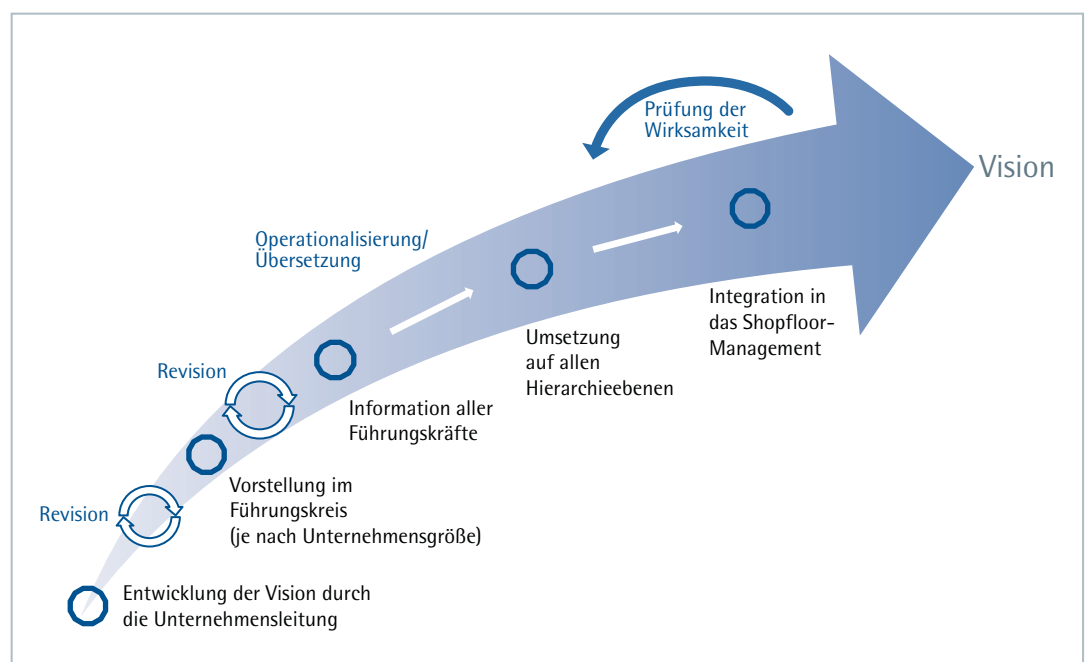 Prüfung der
Wirksamkeit
Vision
Operationalisierung/
Übersetzung
Integration in
das Shopfloor-
Management
Umsetzung
auf allen
Hierarchieebenen
Revision
Information aller
Führungskräfte
Vorstellung im
Führungskreis
(je nach Unternehmensgröße)
Revision
Entwicklung der Vision durch
die Unternehmensleitung